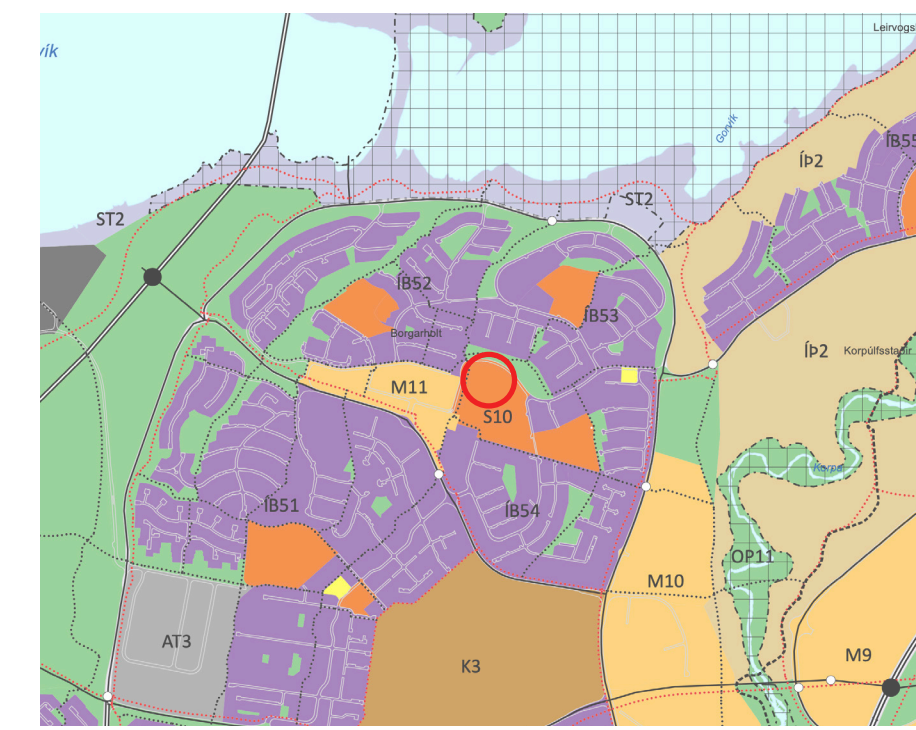 Leirvogs
vík
Gorvík
ÍB55
ÍÞ2
ST2
ST2
ÍB52
ÍB53
Borgarholt
ÍÞ2
Korpúlfsstaðir
M11
S10
Korpa
ÍB51
ÍB54
OP11
M10
AT3
K3
M9